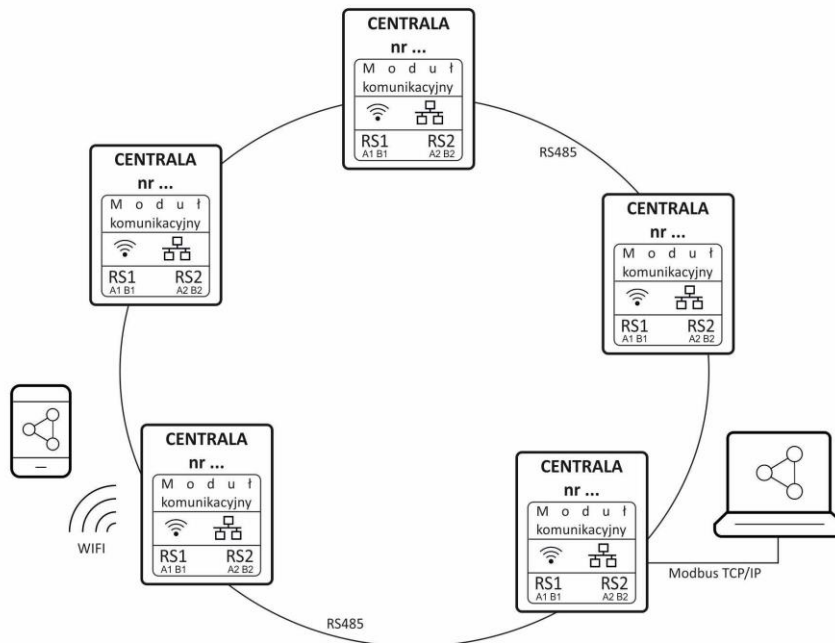 CENTRALA
nr ...
M o d u ł
komunikacyjny
RS1 RS2
A1 B1 A2 B2
RS485
CENTRALA
nr ...
M o d u ł
komunikacyjny
RS1 RS2
A1 B1 A2 B2
CENTRALA
nr ...
M o d u ł
komunikacyjny
RS1 RS2
A1 B1 A2 B2
CENTRALA
nr ...
M o d u ł
komunikacyjny
RS1 RS2
A1 B1 A2 B2
WIFI
CENTRALA
nr ...
M o d u ł
komunikacyjny
RS1 RS2
A1 B1 A2 B2
Modbus TCP/IP
RS485